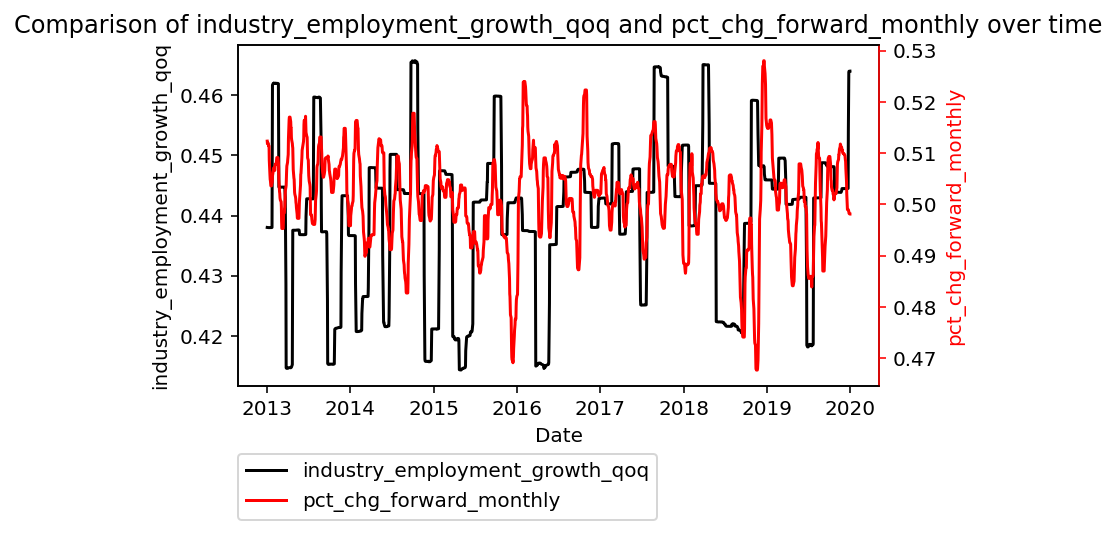 Comparison of industry_employment_growth_qoq and pct_chg_forward_monthly over time
industry_employment_growth_qoq
0.46
0.45
0.44
0.43
0.42
0.53
0.52
0.51
0.50
0.49
0.48
0.47
pct_chg_forward_monthly
2013 2014 2015 2016 2017 2018 2019 2020
Date
industry_employment_growth_qoq
pct_chg_forward_monthly